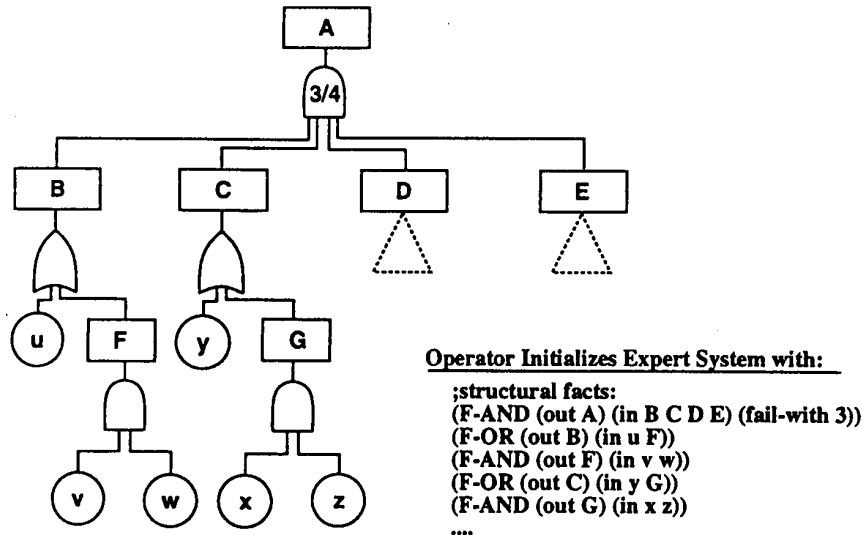 A
3/4
B
C
D
E
u
F
y
G
v
w
x
z
Operator Initializes Expert System with:
;structural facts:
(F-AND (out A) (in B C D E) (fail-with 3))
(F-OR (out B) (in u F))
(F-AND (out F) (in v w))
(F-OR (out C) (in y G))
(F-AND (out G) (in x z))
....